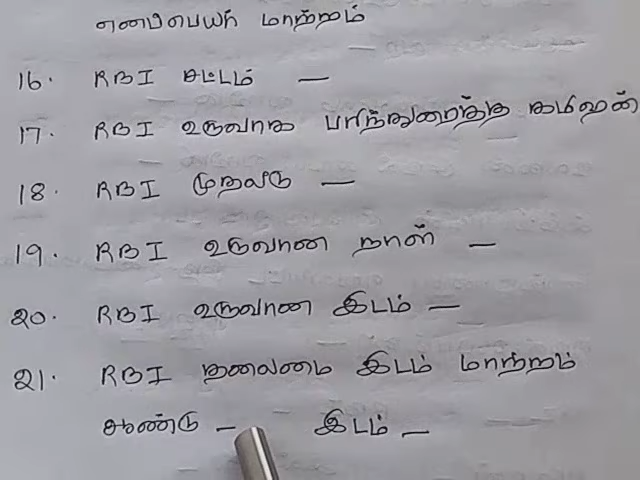 எனப்பெயர் மாற்றம்
16. RBI சட்டம் —
17. RBI உருவாக பரிந்துரைத்த கமிஷன்
18. RBI முதலீடு —
19. RBI உருவான நாள் —
20. RBI உருவான இடம் —
21. RBI தலைமை இடம் மாற்றம்
ஆண்டு — இடம் —